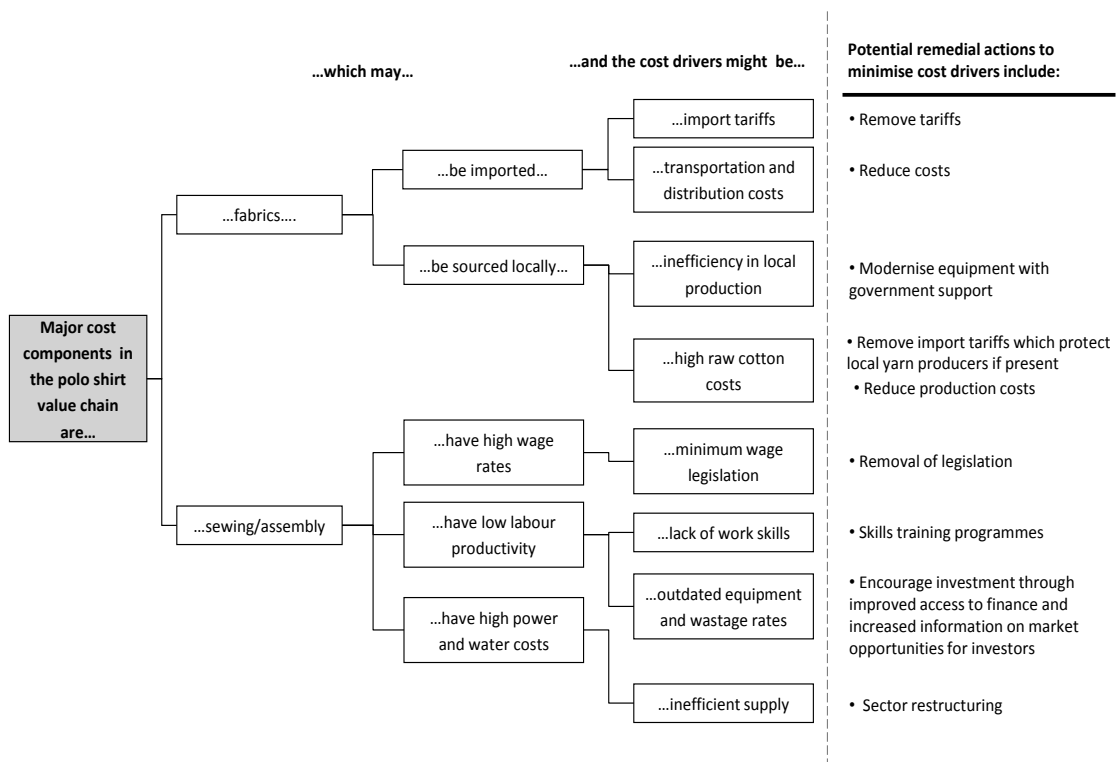 Potential remedial actions to
minimise cost drivers include:
…which may…
…and the cost drivers might be…
…import tariffs
• Remove tariffs
…be imported…
…transportation and
distribution costs
• Reduce costs
…fabrics….
…be sourced locally…
…inefficiency in local
production
• Modernise equipment with
government support
Major cost
components in
the polo shirt
value chain
are…
…high raw cotton
costs
• Remove import tariffs which protect
local yarn producers if present
• Reduce production costs
…have high wage
rates
…minimum wage
legislation
• Removal of legislation
…sewing/assembly
…have low labour
productivity
…lack of work skills
• Skills training programmes
…outdated equipment
and wastage rates
• Encourage investment through
improved access to finance and
increased information on market
opportunities for investors
…have high power
and water costs
…inefficient supply
• Sector restructuring